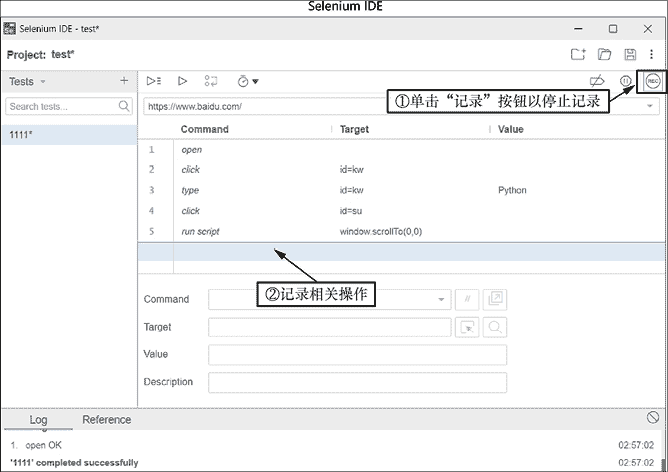 Selenium IDE
Selenium IDE - test*
Project: test*
Tests
Search tests ..
1111*
REC
①单击“记录”按钮以停止记录
https://www.baidu.com/
Command Target Value
1 open
2 click id=kw
3 type id=kw Python
4 click id=su
5 run script window.scrollTo(0,0)
②记录相关操作
Command
//
Target
Value
Description
Log Reference
1. open OK 02:57:02
'1111' completed successfully 02:57:02